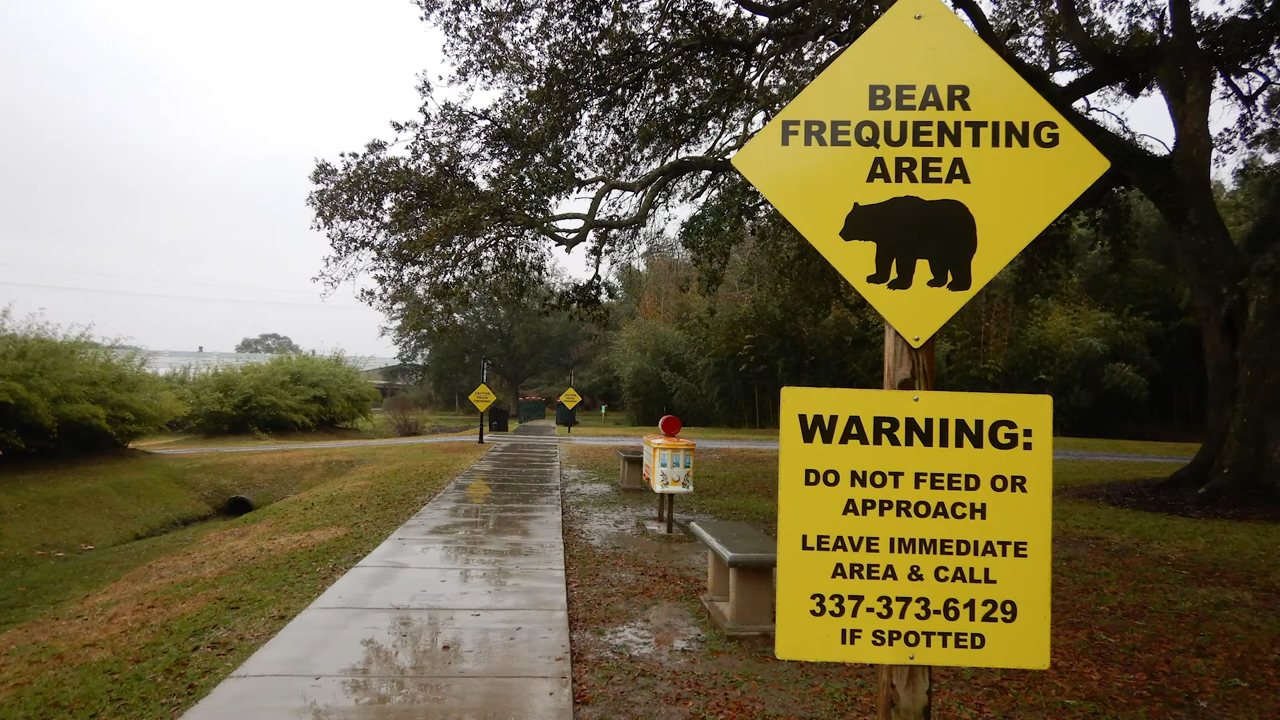 BEAR
FREQUENTING
AREA
WARNING:
DO NOT FEED OR
APPROACH
LEAVE IMMEDIATE
AREA & CALL
337-373-6129
IF SPOTTED